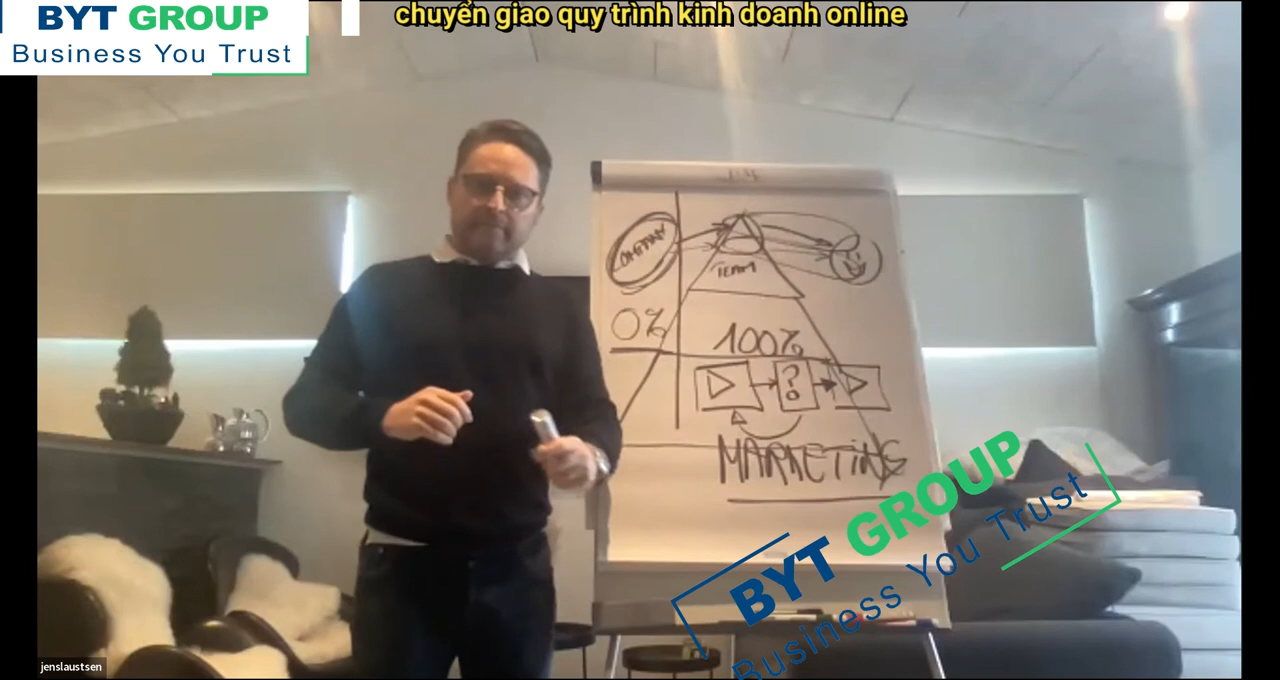 BYT GROUP
Business You Trust
chuyển giao quy trình kinh doanh online
COMPANY
TEAM
0%
100%
?
MARKETING
BYT GROUP
Business You Trust
jenslaustsen